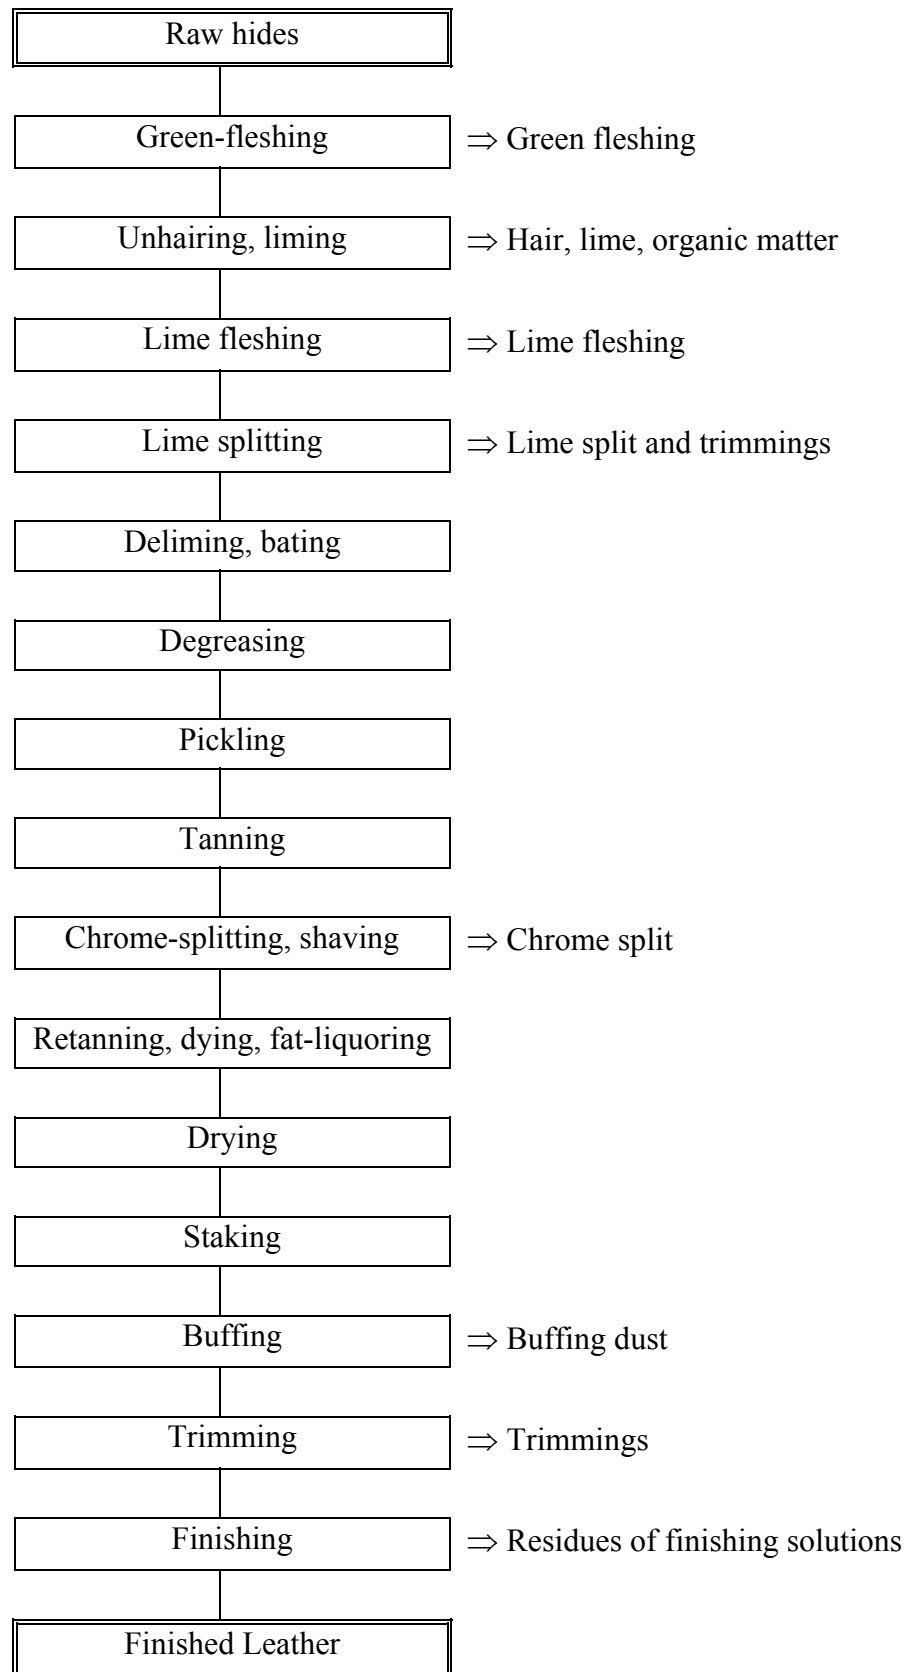 Raw hides
Green-fleshing ⇒ Green fleshing
Unhairing, liming ⇒ Hair, lime, organic matter
Lime fleshing ⇒ Lime fleshing
Lime splitting ⇒ Lime split and trimmings
Deliming, bating
Degreasing
Pickling
Tanning
Chrome-splitting, shaving ⇒ Chrome split
Retanning, dying, fat-liquoring
Drying
Staking
Buffing ⇒ Buffing dust
Trimming ⇒ Trimmings
Finishing ⇒ Residues of finishing solutions
Finished Leather